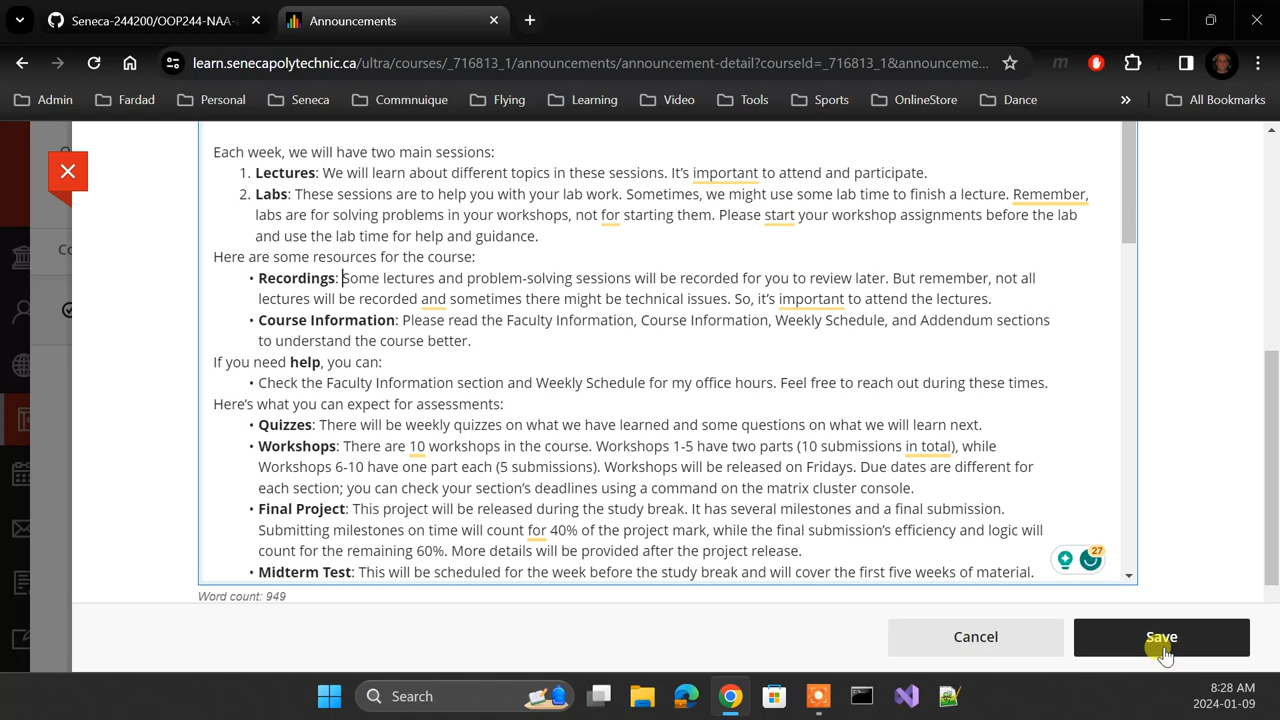 Seneca-244200/OOP244-NAA-
Announcements
learn.senecapolytechnic.ca/ultra/courses/_716813_1/announcements/announcement-detail?courseId=_716813_1&announceme...
Admin
Fardad
Personal
Seneca
Commnuique
Flying
Learning
Video
Tools
Sports
OnlineStore
Dance
All Bookmarks
Each week, we will have two main sessions:
1. Lectures: We will learn about different topics in these sessions. It's important to attend and participate.
2. Labs: These sessions are to help you with your lab work. Sometimes, we might use some lab time to finish a lecture. Remember,
labs are for solving problems in your workshops, not for starting them. Please start your workshop assignments before the lab
and use the lab time for help and guidance.
Here are some resources for the course:
• Recordings: Some lectures and problem-solving sessions will be recorded for you to review later. But remember, not all
lectures will be recorded and sometimes there might be technical issues. So, it's important to attend the lectures.
• Course Information: Please read the Faculty Information, Course Information, Weekly Schedule, and Addendum sections
to understand the course better.
If you need help, you can:
• Check the Faculty Information section and Weekly Schedule for my office hours. Feel free to reach out during these times.
Here's what you can expect for assessments:
• Quizzes: There will be weekly quizzes on what we have learned and some questions on what we will learn next.
• Workshops: There are 10 workshops in the course. Workshops 1-5 have two parts (10 submissions in total), while
Workshops 6-10 have one part each (5 submissions). Workshops will be released on Fridays. Due dates are different for
each section; you can check your section's deadlines using a command on the matrix cluster console.
• Final Project: This project will be released during the study break. It has several milestones and a final submission.
Submitting milestones on time will count for 40% of the project mark, while the final submission's efficiency and logic will
count for the remaining 60%. More details will be provided after the project release.
• Midterm Test: This will be scheduled for the week before the study break and will cover the first five weeks of material.
27
Word count: 949
Cancel
Save
Search
8:28 AM
2024-01-09